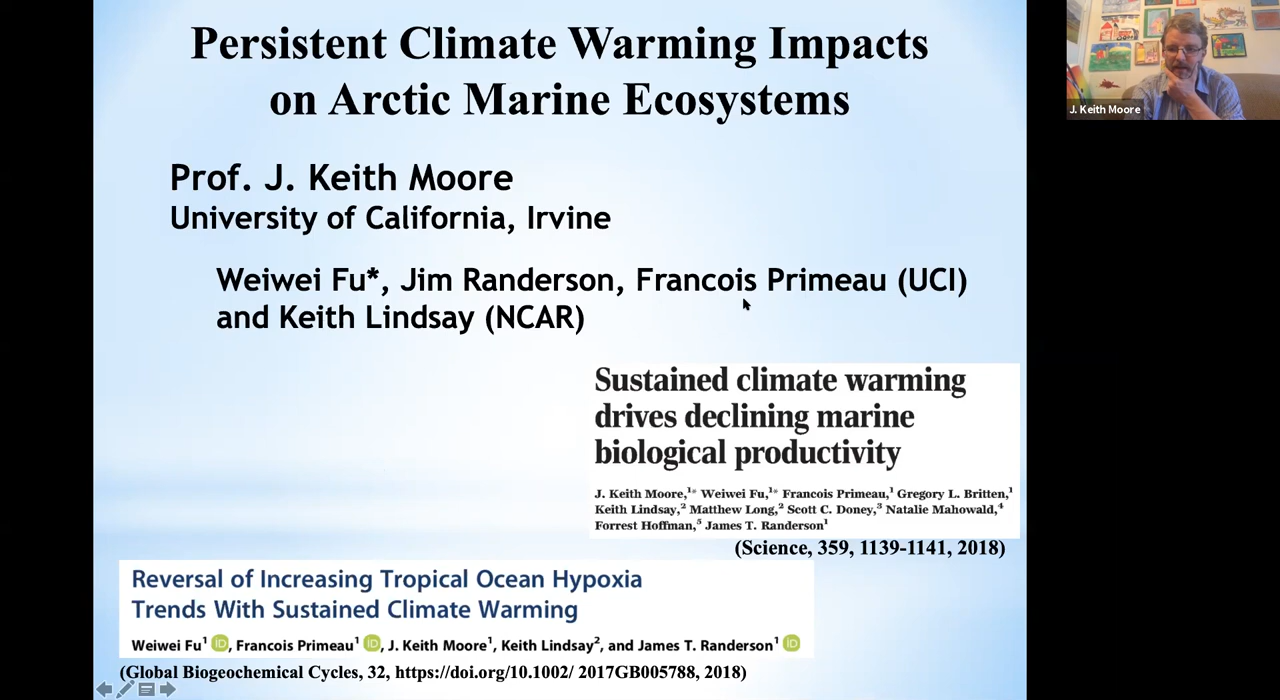 Persistent Climate Warming Impacts
on Arctic Marine Ecosystems
Prof. J. Keith Moore
University of California, Irvine
Weiwei Fu*, Jim Randerson, Francois Primeau (UCI)
and Keith Lindsay (NCAR)
Sustained climate warming
drives declining marine
biological productivity
J. Keith Moore,¹* Weiwei Fu,¹* Francois Primeau,¹ Gregory L. Britten,¹
Keith Lindsay,² Matthew Long,² Scott C. Doney,³ Natalie Mahowald,⁴
Forrest Hoffman,⁵ James T. Randerson¹
(Science, 359, 1139-1141, 2018)
Reversal of Increasing Tropical Ocean Hypoxia
Trends With Sustained Climate Warming
Weiwei Fu¹ iD, Francois Primeau¹ iD, J. Keith Moore¹, Keith Lindsay², and James T. Randerson¹ iD
(Global Biogeochemical Cycles, 32, https://doi.org/10.1002/ 2017GB005788, 2018)
J. Keith Moore